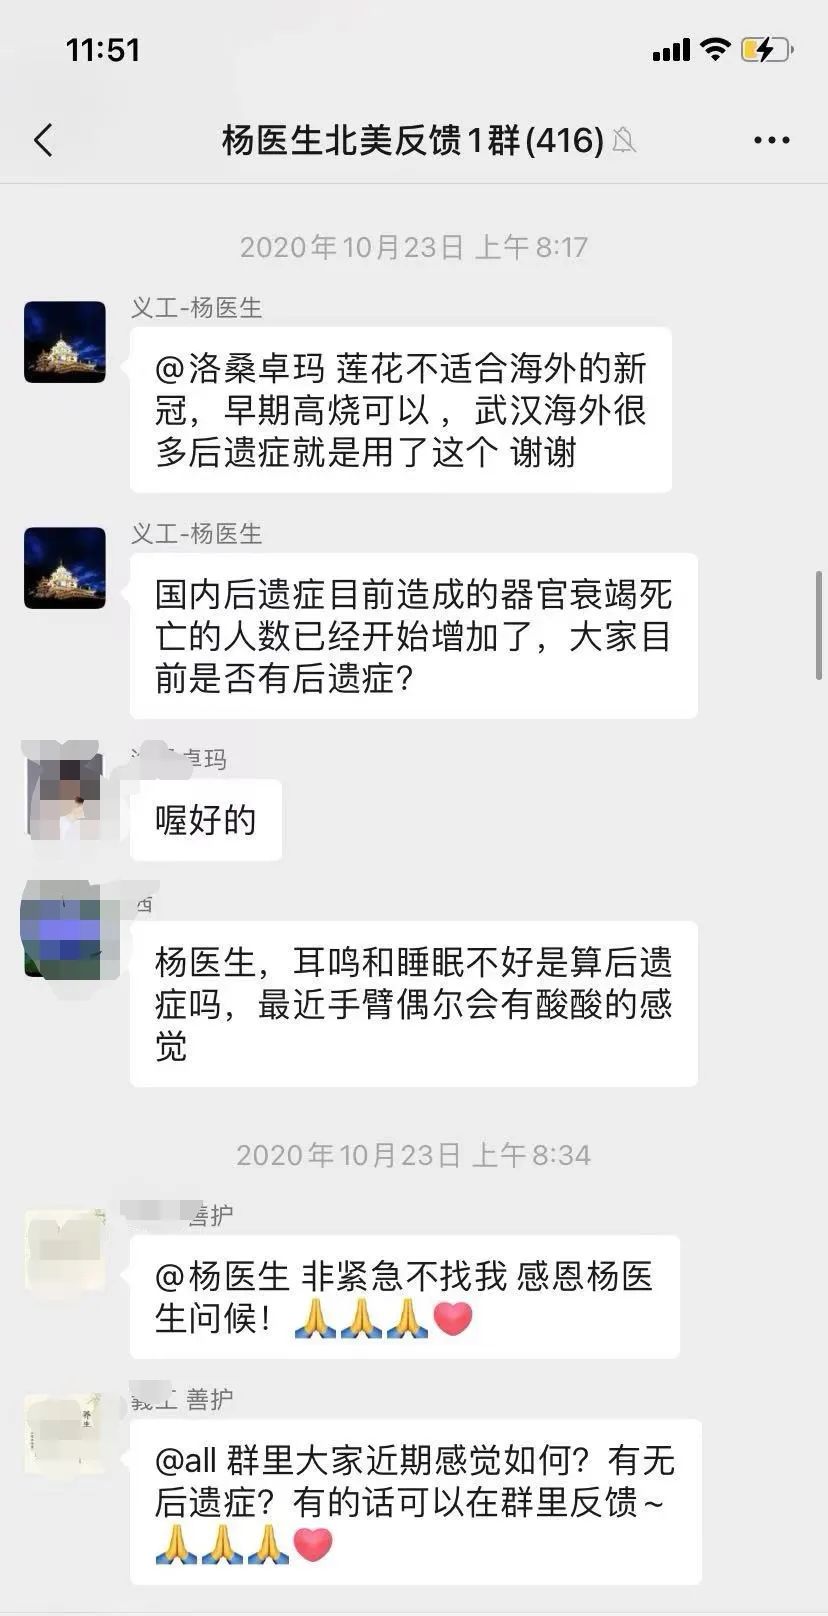 11:51
杨医生北美反馈1群(416)
2020年10月23日 上午8:17
义工-杨医生
@洛桑卓玛 莲花不适合海外的新
冠，早期高烧可以 ，武汉海外很
多后遗症就是用了这个 谢谢
义工-杨医生
国内后遗症目前造成的器官衰竭死
亡的人数已经开始增加了，大家目
前是否有后遗症？
卓玛
喔好的
西
杨医生，耳鸣和睡眠不好是算后遗
症吗，最近手臂偶尔会有酸酸的感
觉
2020年10月23日 上午8:34
善护
@杨医生 非紧急不找我 感恩杨医
生问候！🙏🙏🙏❤️
義工 善护
@all 群里大家近期感觉如何？有无
后遗症？有的话可以在群里反馈～
🙏🙏🙏❤️